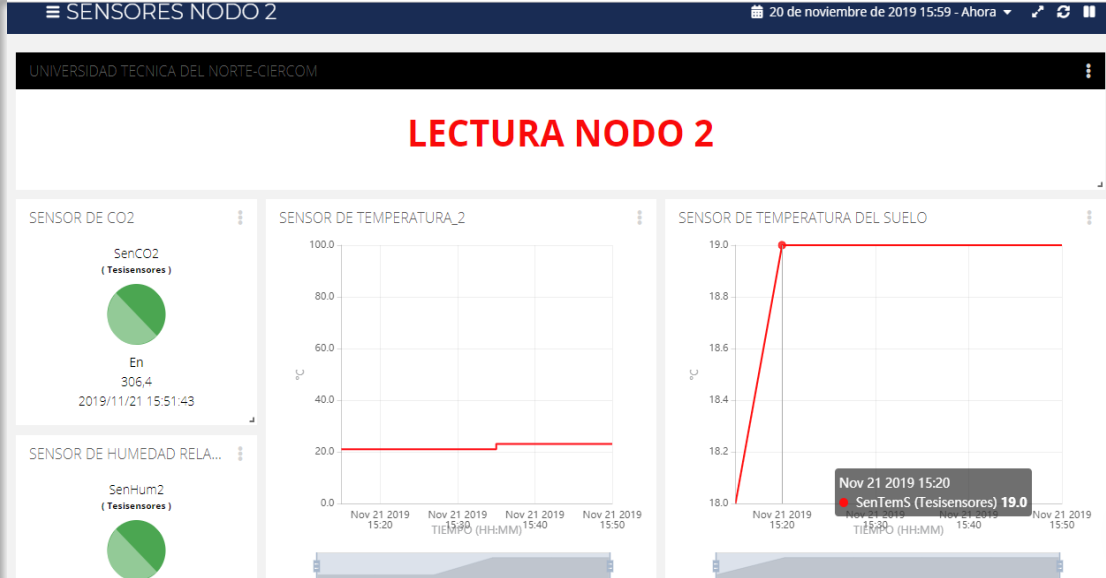 SENSORES NODO 2
20 de noviembre de 2019 15:59 - Ahora
UNIVERSIDAD TECNICA DEL NORTE-CIERCOM
LECTURA NODO 2
SENSOR DE CO2
SenCO2
( Tesisensores )
En
306,4
2019/11/21 15:51:43
SENSOR DE HUMEDAD RELA...
SenHum2
( Tesisensores )
SENSOR DE TEMPERATURA_2
100.0
80.0
60.0
°C
40.0
20.0
0.0
Nov 21 2019 Nov 21 2019 Nov 21 2019 Nov 21 2019
15:20 15:30 15:40 15:50
TIEMPO (HH:MM)
SENSOR DE TEMPERATURA DEL SUELO
19.0
18.8
18.6
°C
18.4
18.2
18.0
Nov 21 2019 15:20
SenTemS (Tesisensores) 19.0
Nov 21 2019 Nov 21 2019 Nov 21 2019 Nov 21 2019
15:20 15:30 15:40 15:50
TIEMPO (HH:MM)